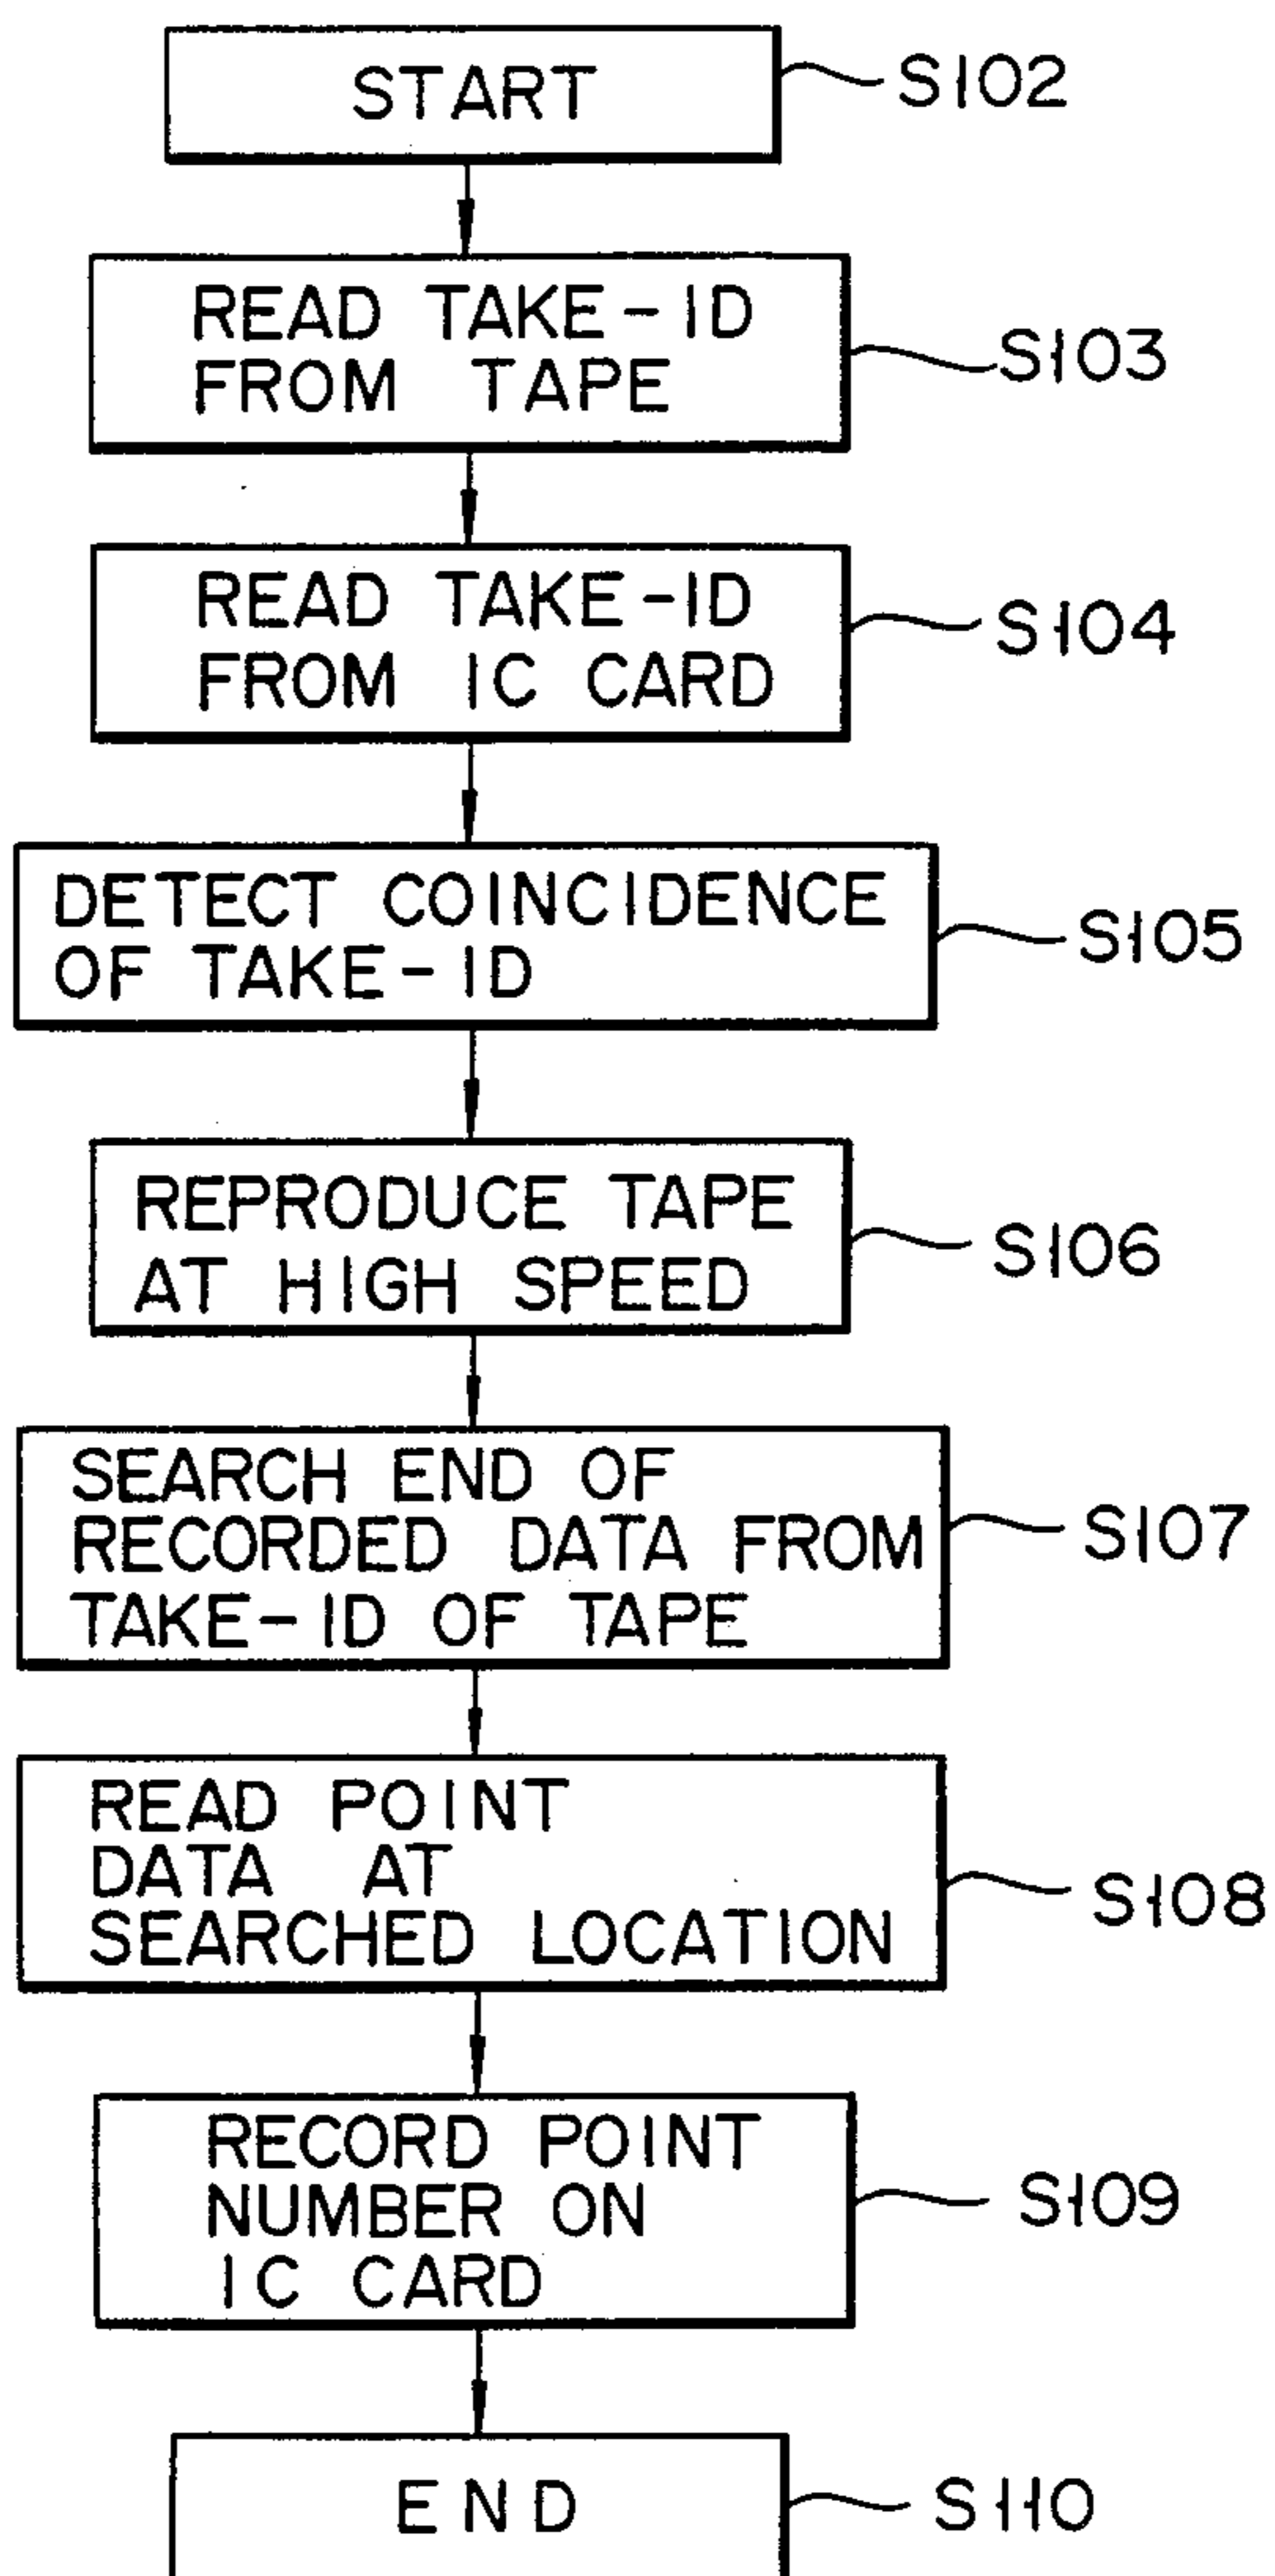 START
S102
READ TAKE-ID
FROM TAPE
S103
READ TAKE-ID
FROM IC CARD
S104
DETECT COINCIDENCE
OF TAKE-ID
S105
REPRODUCE TAPE
AT HIGH SPEED
S106
SEARCH END OF
RECORDED DATA FROM
TAKE-ID OF TAPE
S107
READ POINT
DATA AT
SEARCHED LOCATION
S108
RECORD POINT
NUMBER ON
IC CARD
S109
END
S110